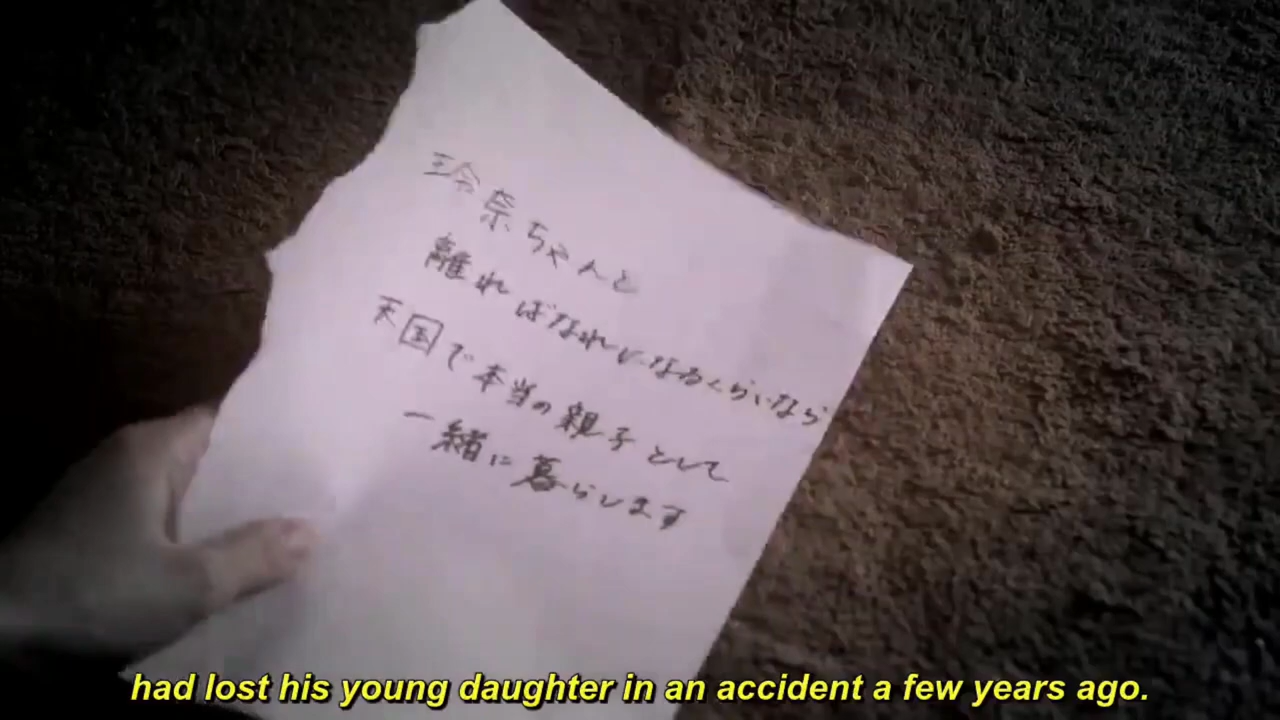 玲奈ちゃんと
離ればなれになるくらいなら
天国で本当の親子として
一緒に暮らします
had lost his young daughter in an accident a few years ago.